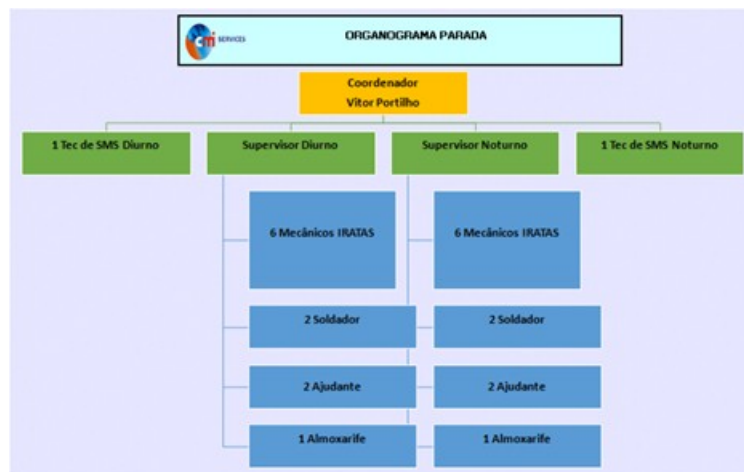 cmi SERVICES
ORGANOGRAMA PARADA
Coordenador
Vitor Portilho
1 Tec de SMS Diurno
Supervisor Diurno
Supervisor Noturno
1 Tec de SMS Noturno
6 Mecânicos IRATAS
6 Mecânicos IRATAS
2 Soldador
2 Soldador
2 Ajudante
2 Ajudante
1 Almoxarife
1 Almoxarife